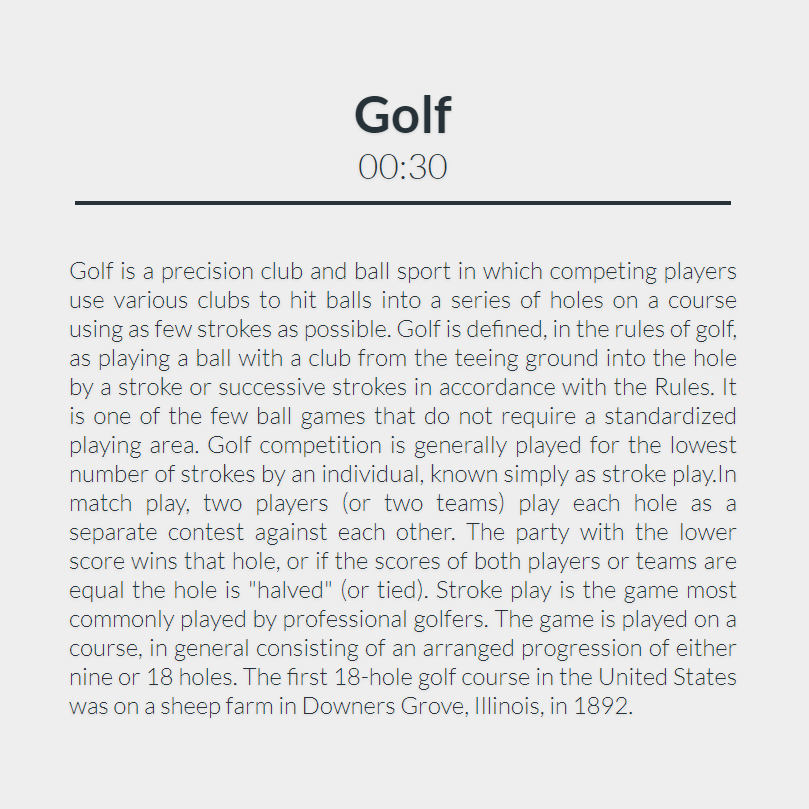 Golf
00:30
Golf is a precision club and ball sport in which competing players
use various clubs to hit balls into a series of holes on a course
using as few strokes as possible. Golf is defined, in the rules of golf,
as playing a ball with a club from the teeing ground into the hole
by a stroke or successive strokes in accordance with the Rules. It
is one of the few ball games that do not require a standardized
playing area. Golf competition is generally played for the lowest
number of strokes by an individual, known simply as stroke play.In
match play, two players (or two teams) play each hole as a
separate contest against each other. The party with the lower
score wins that hole, or if the scores of both players or teams are
equal the hole is "halved" (or tied). Stroke play is the game most
commonly played by professional golfers. The game is played on a
course, in general consisting of an arranged progression of either
nine or 18 holes. The first 18-hole golf course in the United States
was on a sheep farm in Downers Grove, Illinois, in 1892.